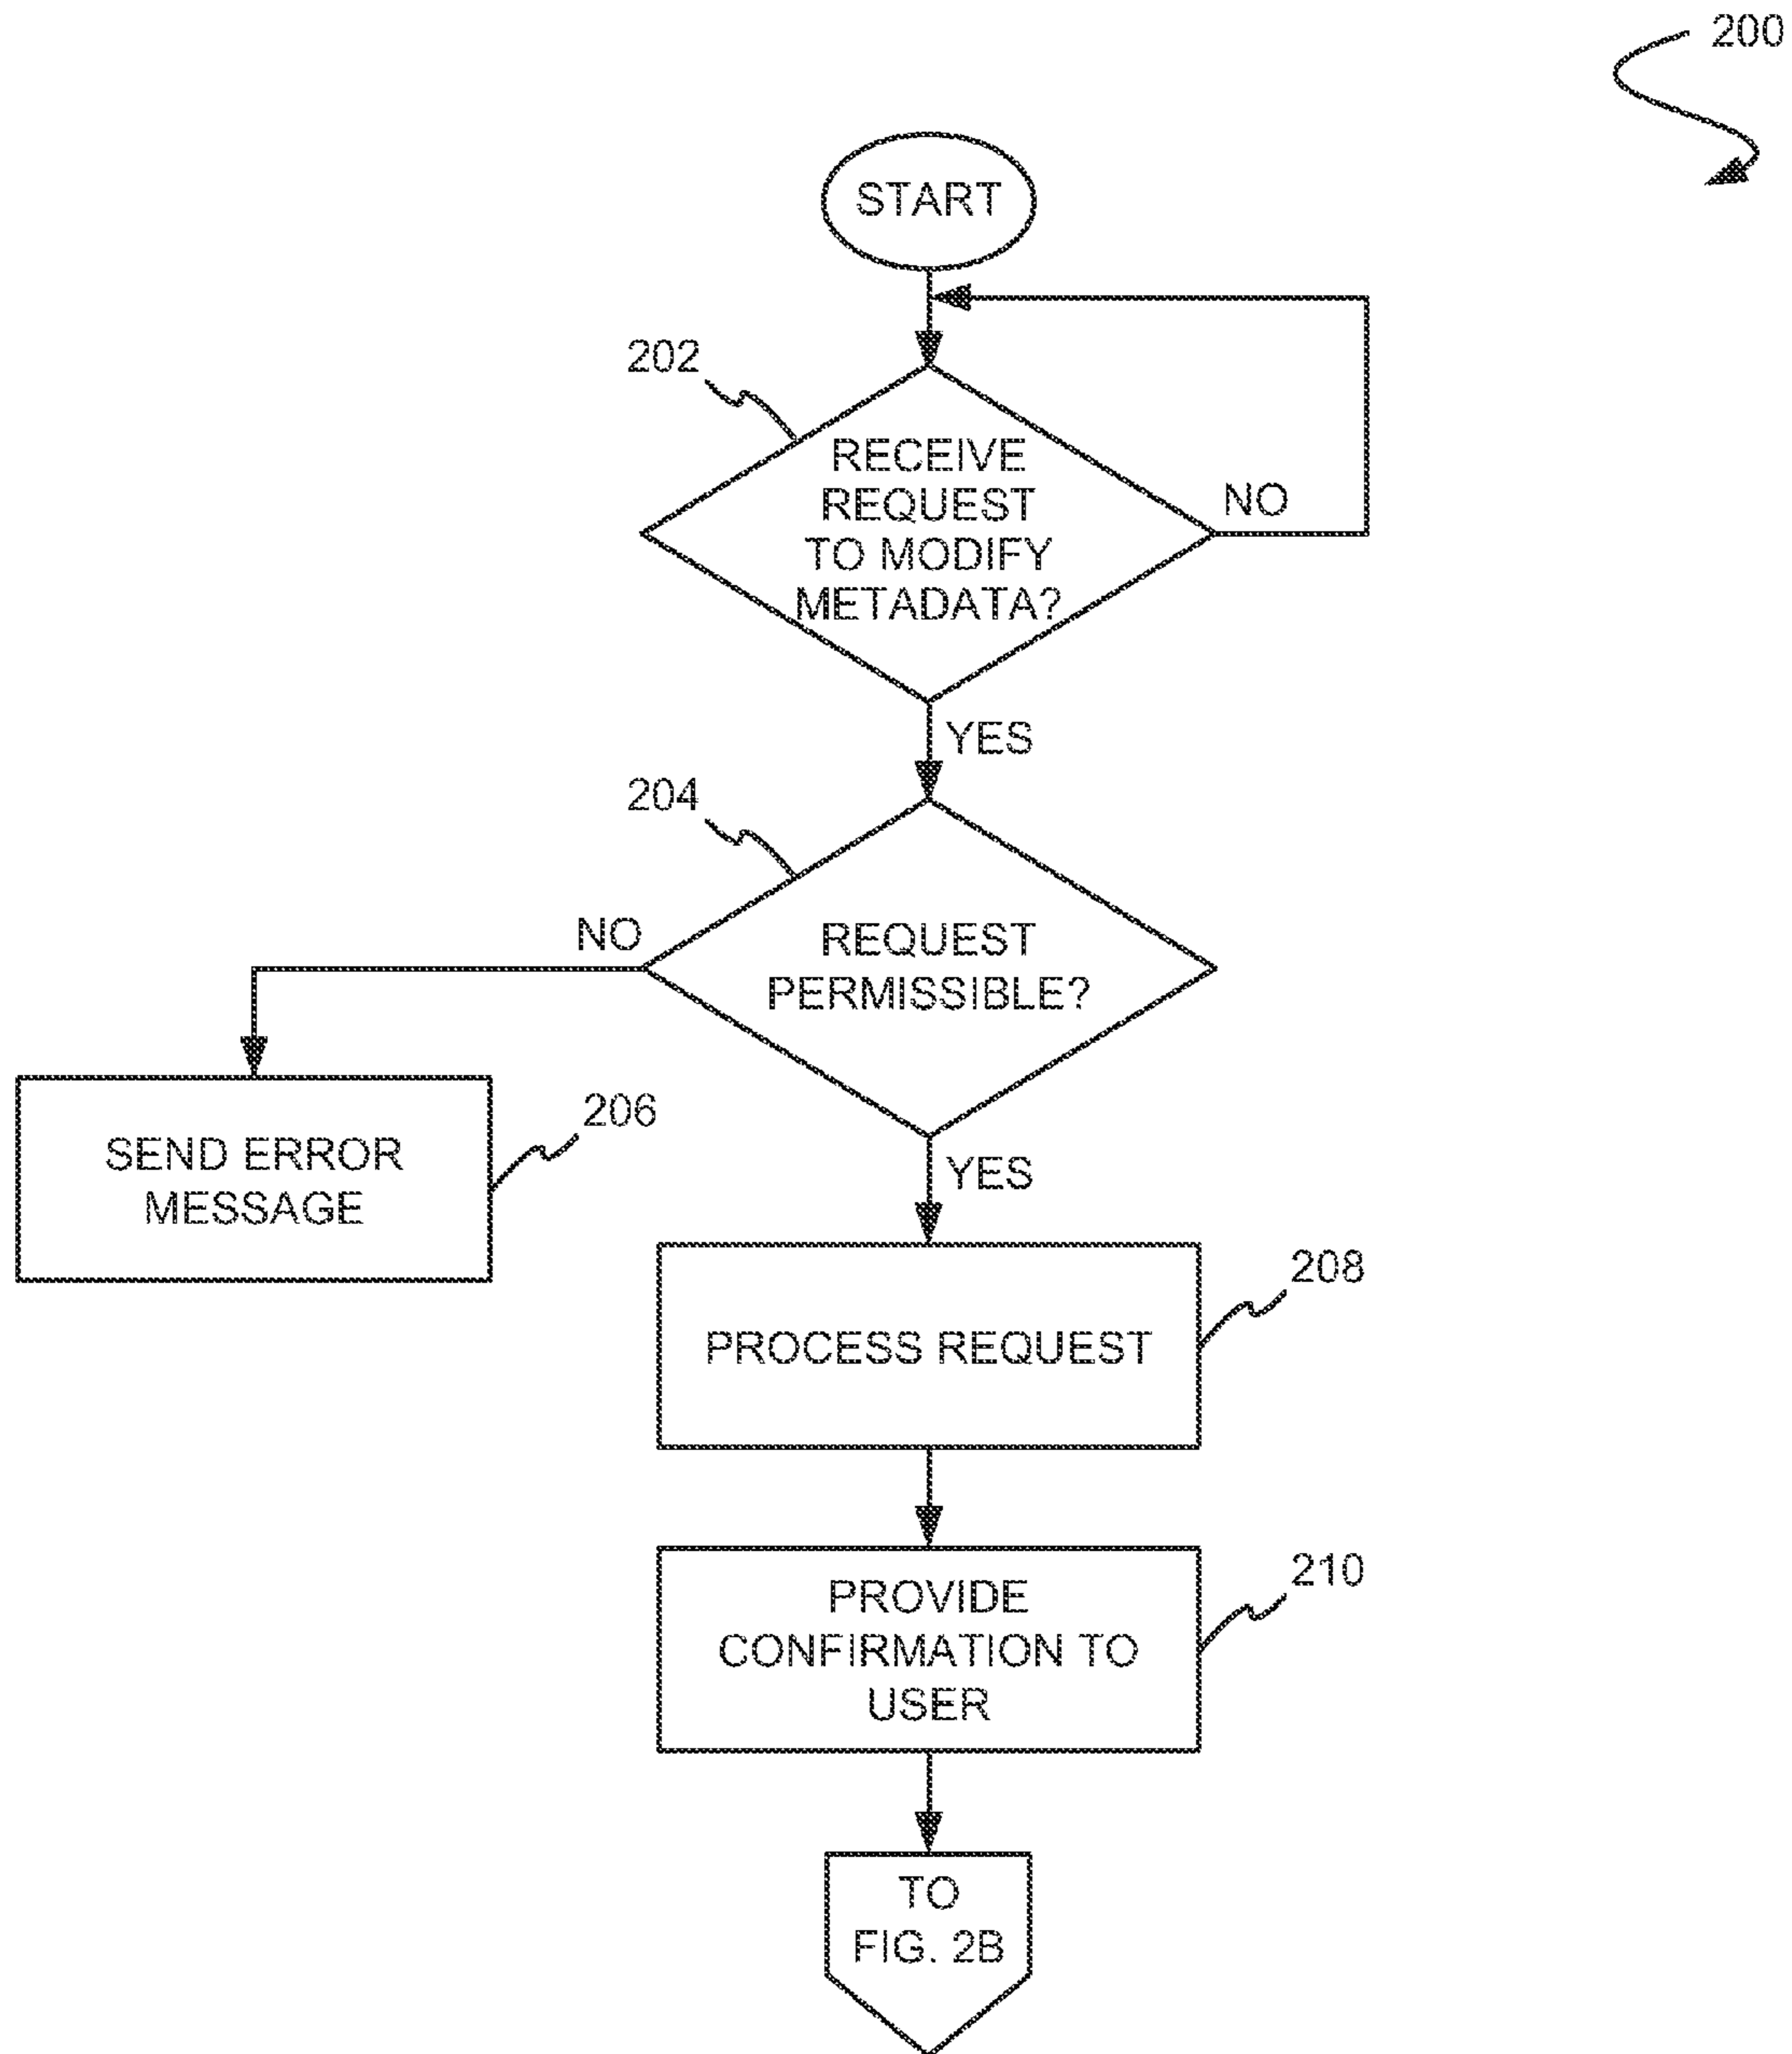 200
START
202
RECEIVE
REQUEST
TO MODIFY
METADATA?
NO
YES
204
NO
REQUEST
PERMISSIBLE?
206
SEND ERROR
MESSAGE
YES
208
PROCESS REQUEST
210
PROVIDE
CONFIRMATION TO
USER
TO
FIG. 2B